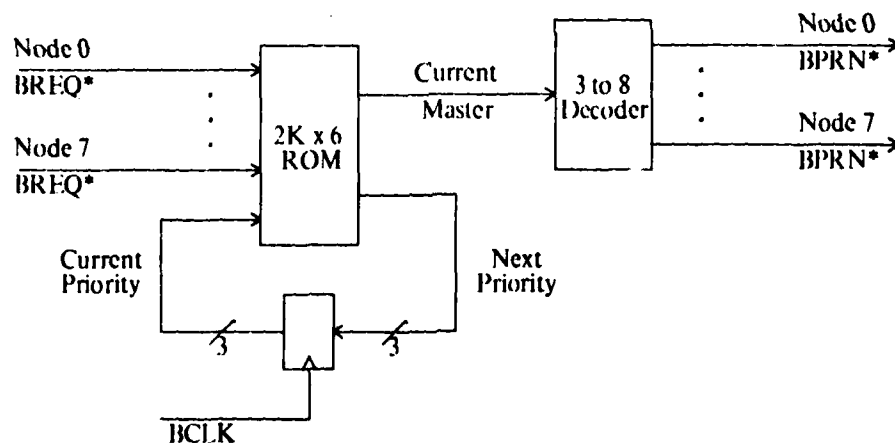 Node 0
BREQ*
Node 7
BREQ*
2K x 6
ROM
Current
Master
3 to 8
Decoder
Node 0
BPRN*
Node 7
BPRN*
Current
Priority
Next
Priority
3
3
BCLK